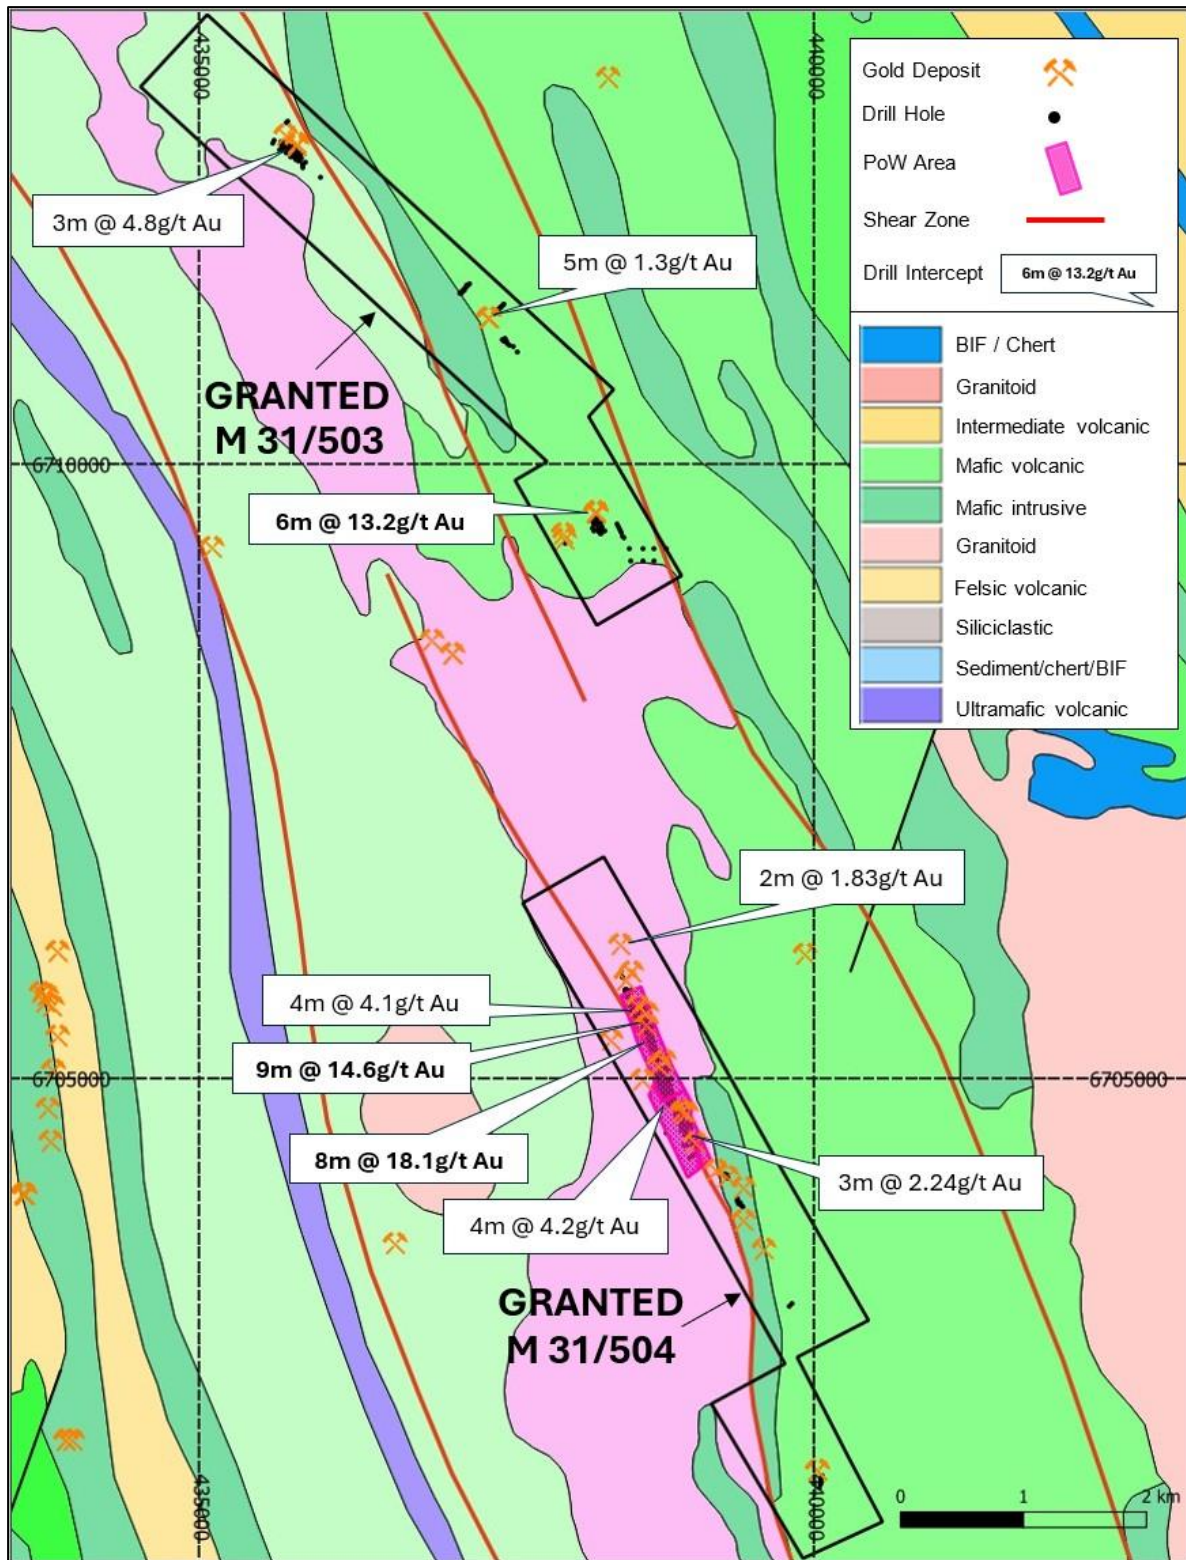 435000
440000
Gold Deposit
Drill Hole
PoW Area
Shear Zone
Drill Intercept
6m @ 13.2g/t Au
BIF / Chert
Granitoid
Intermediate volcanic
Mafic volcanic
Mafic intrusive
Granitoid
Felsic volcanic
Siliciclastic
Sediment/chert/BIF
Ultramafic volcanic
3m @ 4.8g/t Au
5m @ 1.3g/t Au
GRANTED
M 31/503
6710000
6m @ 13.2g/t Au
2m @ 1.83g/t Au
4m @ 4.1g/t Au
9m @ 14.6g/t Au
6705000
6705000
8m @ 18.1g/t Au
3m @ 2.24g/t Au
4m @ 4.2g/t Au
GRANTED
M 31/504
435000
440000
0 1 2 km